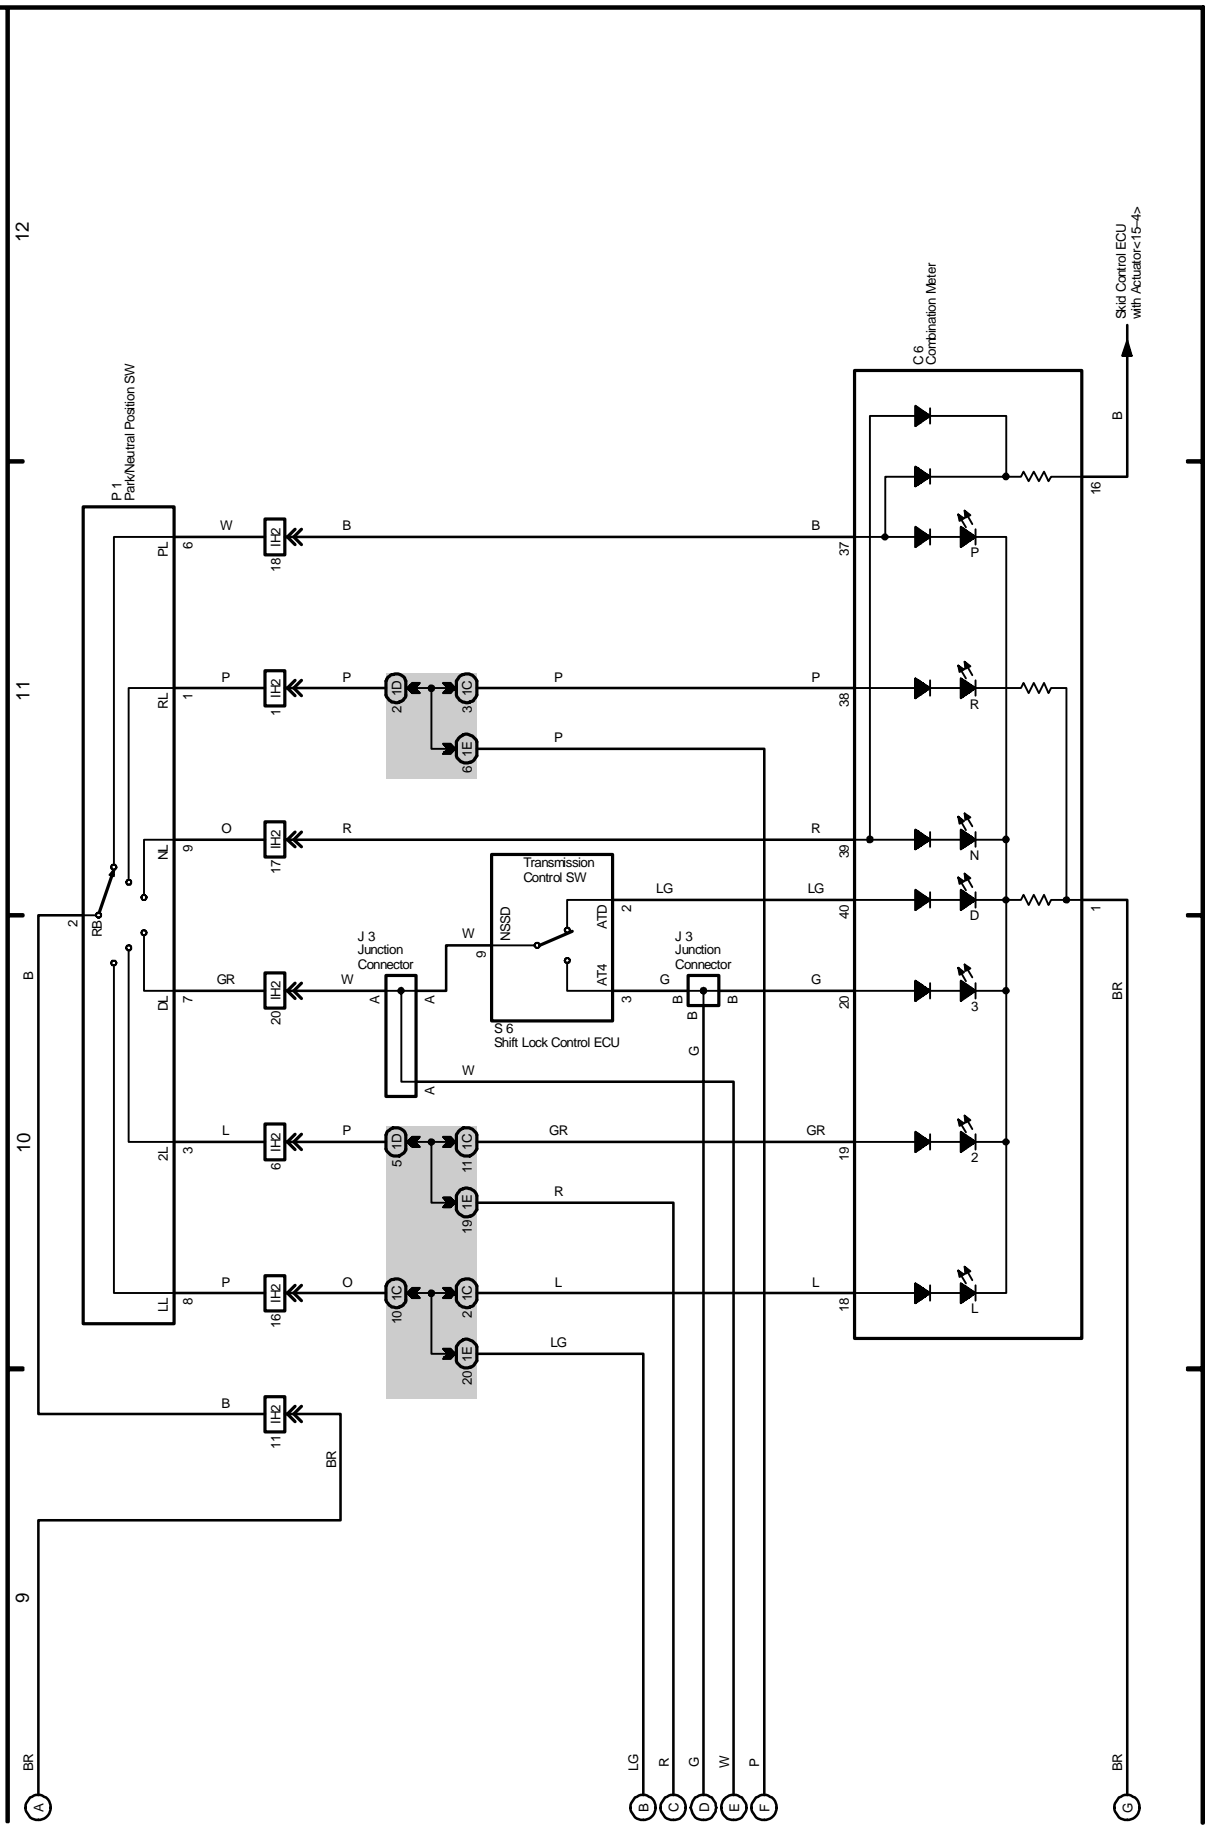 12
11
10
9
P 1
Park/Neutral Position SW
PL
6
W
IH2
18
B
B
37
RL
1
P
IH2
1
P
1D
2
1C
3
P
P
38
1E
6
P
NL
9
O
IH2
17
R
R
39
2
RB
B
DL
7
GR
IH2
20
W
J 3
Junction
Connector
A
A
A
W
W
9
NSSD
Transmission
Control SW
ATD
2
LG
LG
40
AT4
3
G
J 3
Junction
Connector
B
B
B
G
G
20
S 6
Shift Lock Control ECU
2L
3
L
IH2
6
P
1D
5
1C
11
GR
GR
19
1E
19
R
LL
8
P
IH2
16
O
1C
10
1C
2
L
L
18
1E
20
LG
B
IH2
11
BR
C 6
Combination Meter
P
R
N
D
3
2
L
16
B
Skid Control ECU
with Actuator<15-4>
1
BR
BR
A
LG
B
R
C
G
D
W
E
P
F
BR
G